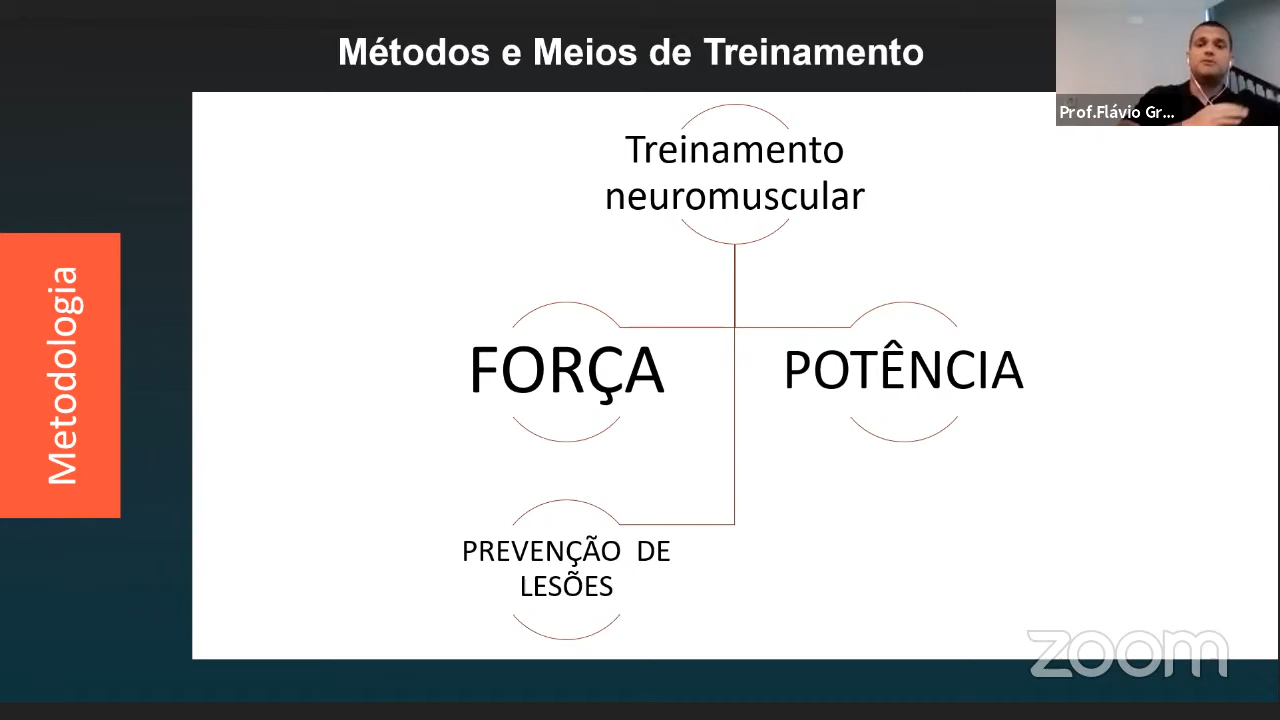 Métodos e Meios de Treinamento
Prof.Flávio Gr...
Treinamento
neuromuscular
Metodologia
FORÇA
POTÊNCIA
PREVENÇÃO DE
LESÕES
zoom